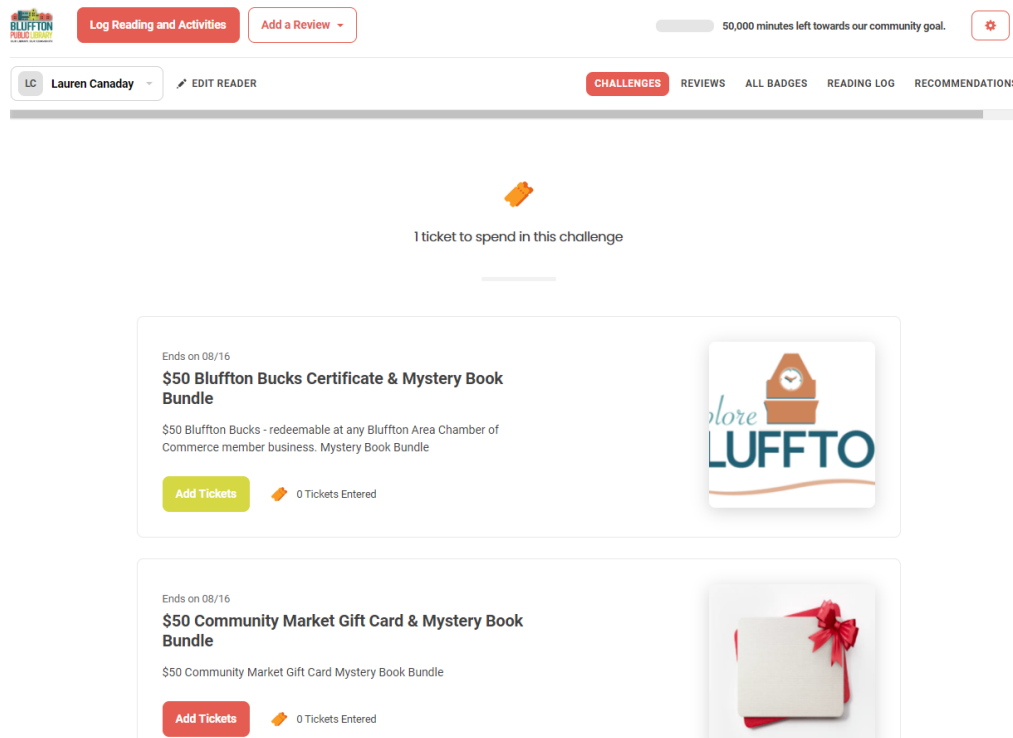 BLUFFTON
PUBLIC LIBRARY
Log Reading and Activities
Add a Review
50,000 minutes left towards our community goal.
LC
Lauren Canaday
EDIT READER
CHALLENGES
REVIEWS
ALL BADGES
READING LOG
RECOMMENDATIONS
1 ticket to spend in this challenge
Ends on 08/16
$50 Bluffton Bucks Certificate & Mystery Book
Bundle
$50 Bluffton Bucks - redeemable at any Bluffton Area Chamber of
Commerce member business. Mystery Book Bundle
Add Tickets
0 Tickets Entered
plore
LUFFTO
Ends on 08/16
$50 Community Market Gift Card & Mystery Book
Bundle
$50 Community Market Gift Card Mystery Book Bundle
Add Tickets
0 Tickets Entered